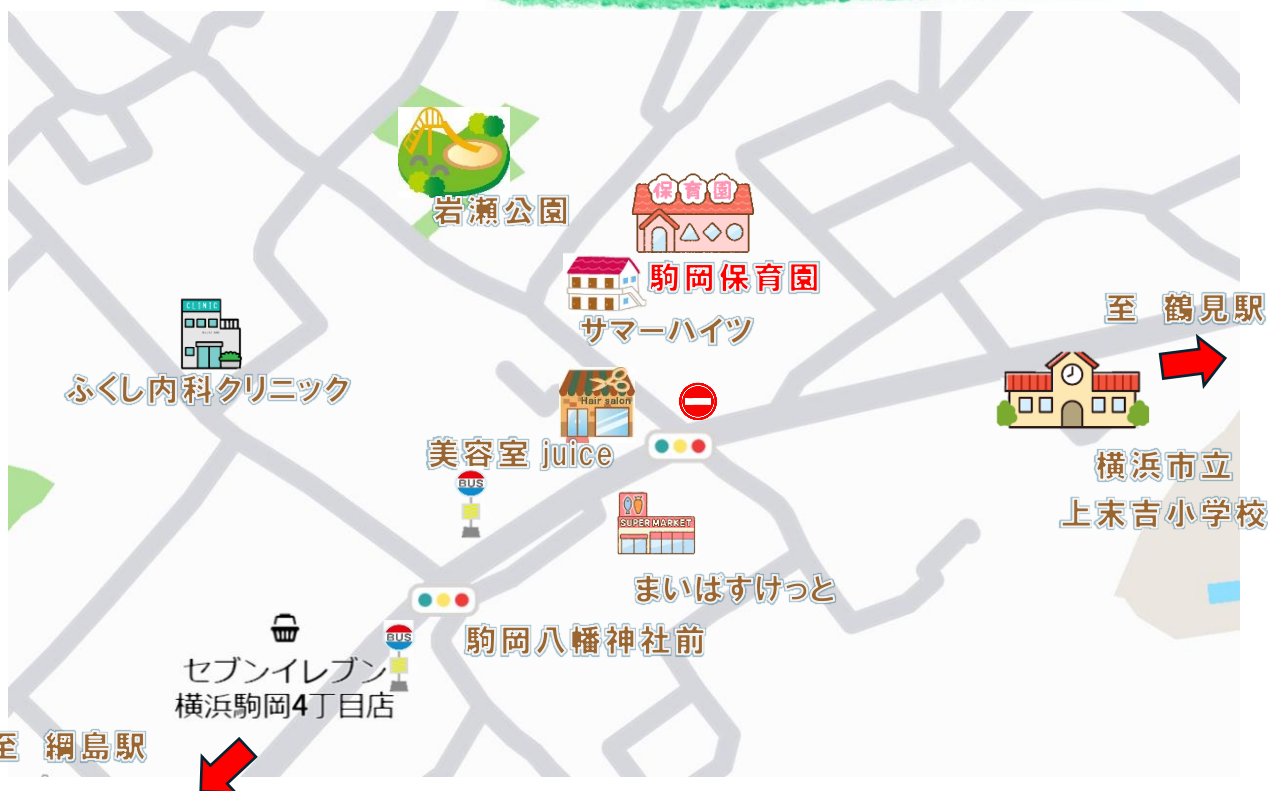 保育園
岩瀬公園
駒岡保育園
至 鶴見駅
サマーハイツ
CLINIC
ふくし内科クリニック
Hair salon
美容室 juice
横浜市立
上末吉小学校
BUS
SUPER MARKET
まいばすけっと
BUS
駒岡八幡神社前
セブンイレブン
横浜駒岡4丁目店
至 綱島駅